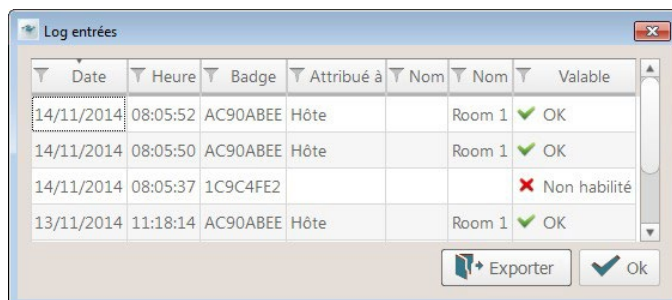 Log entrées
Date Heure Badge Attribué à Nom Nom Valable
14/11/2014 08:05:52 AC90ABEE Hôte Room 1 OK
14/11/2014 08:05:50 AC90ABEE Hôte Room 1 OK
14/11/2014 08:05:37 1C9C4FE2 Non habilité
13/11/2014 11:18:14 AC90ABEE Hôte Room 1 OK
Exporter Ok